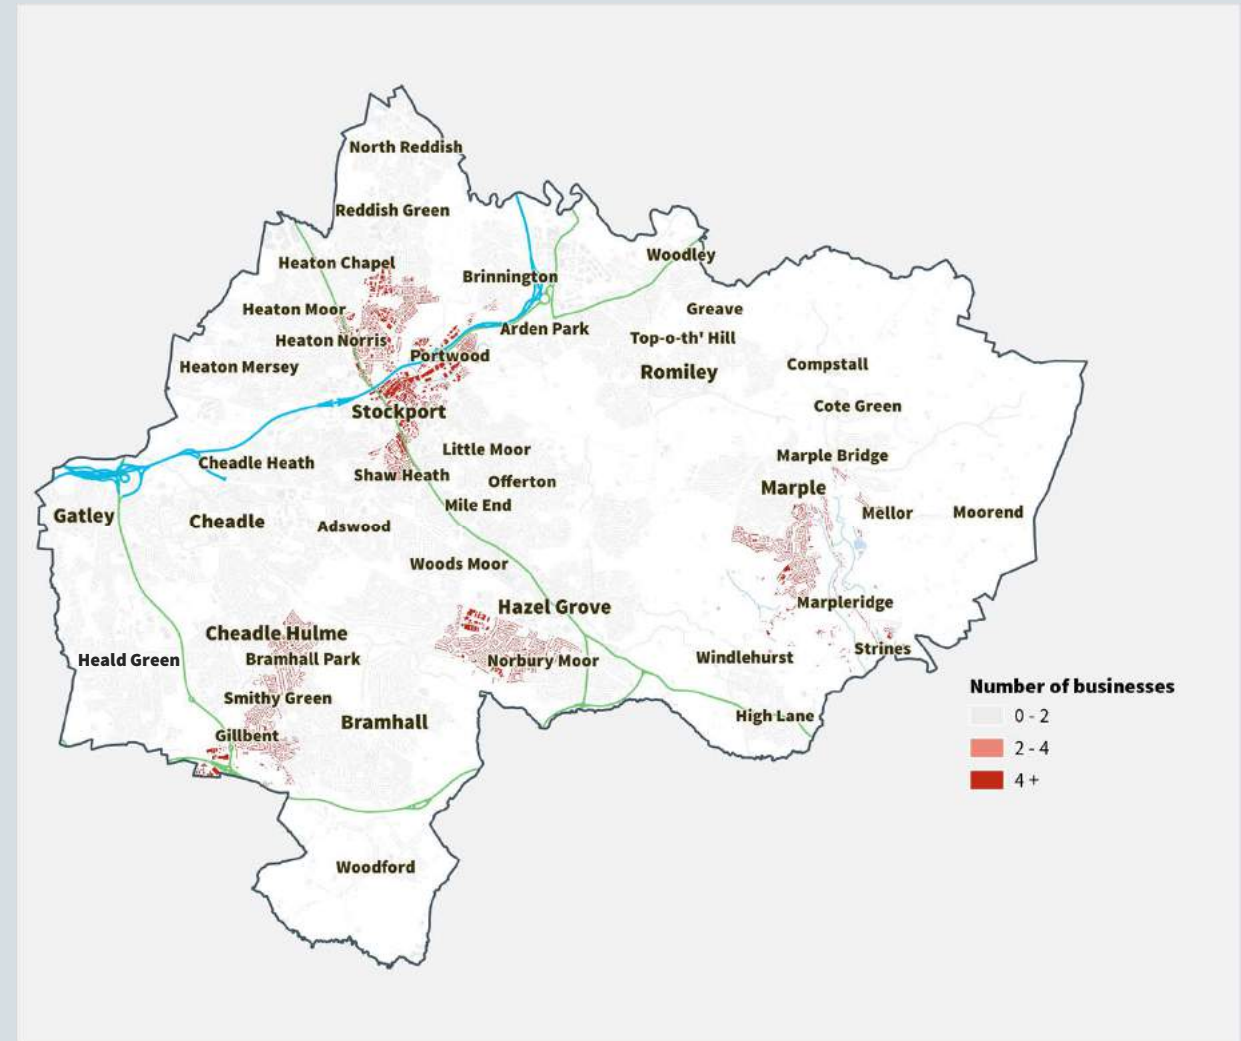 North Reddish
Reddish Green
Heaton Chapel
Brinnington
Woodley
Heaton Moor
Greave
Heaton Norris
Arden Park
Top-o-th' Hill
Portwood
Heaton Mersey
Romiley
Compstall
Stockport
Cote Green
Little Moor
Marple Bridge
Cheadle Heath
Shaw Heath
Offerton
Marple
Mile End
Gatley
Cheadle
Adswood
Mellor
Moorend
Woods Moor
Hazel Grove
Marpleridge
Cheadle Hulme
Heald Green
Bramhall Park
Norbury Moor
Windlehurst
Strines
Smithy Green
Bramhall
High Lane
Gillbent
Woodford
Number of businesses
0 - 2
2 - 4
4 +